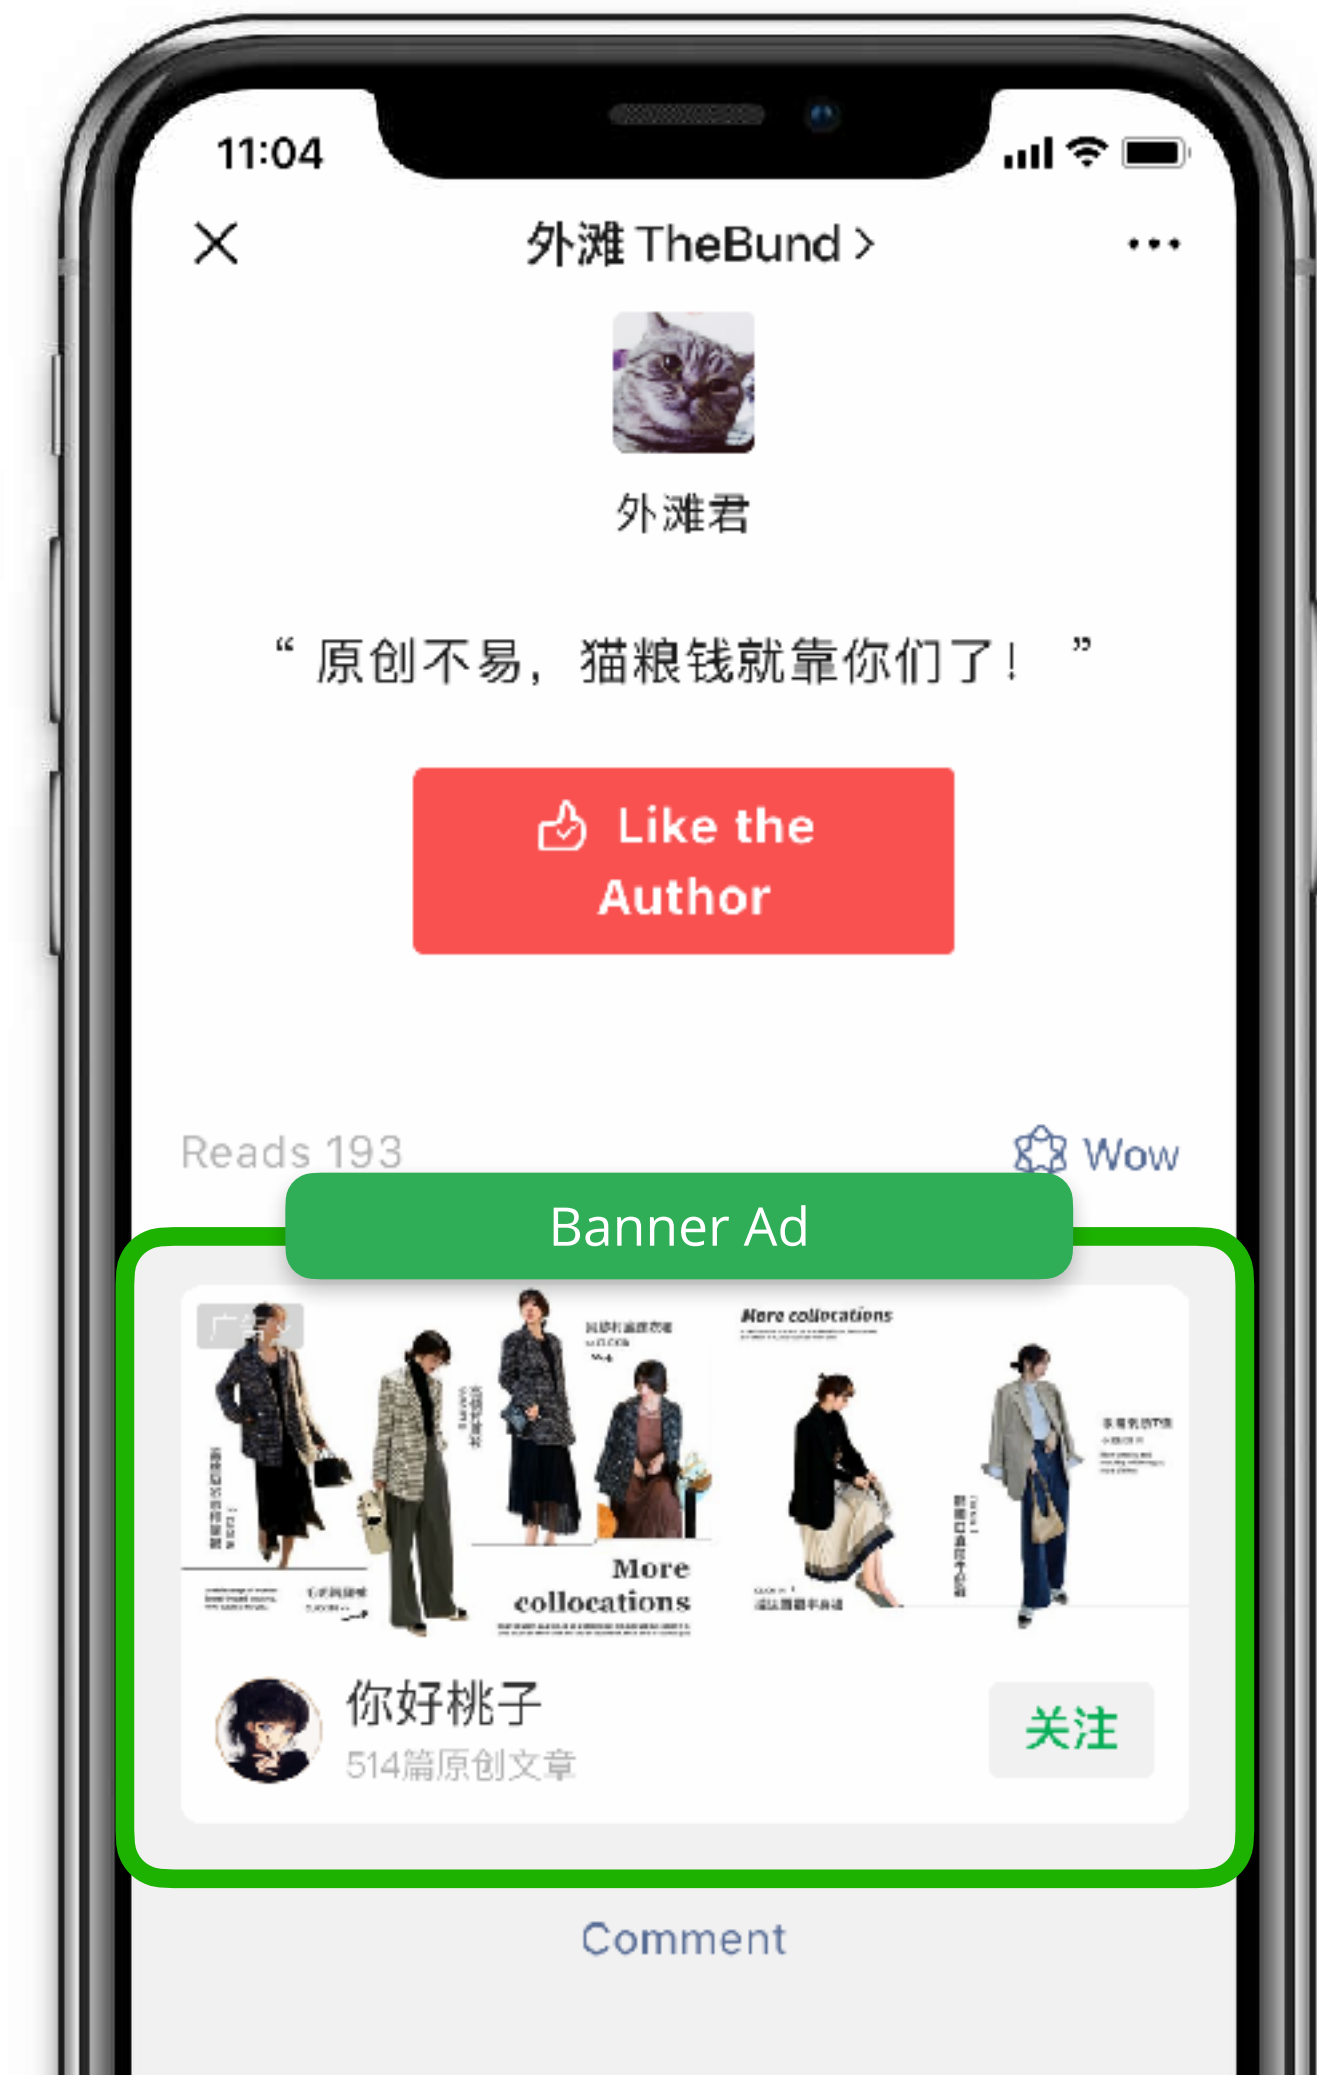 11:04
外滩 TheBund
外滩君
“ 原创不易，猫粮钱就靠你们了！ ”
Like the
Author
Reads 193
Wow
Banner Ad
广告
More collocations
More
collocations
你好桃子
514篇原创文章
关注
Comment